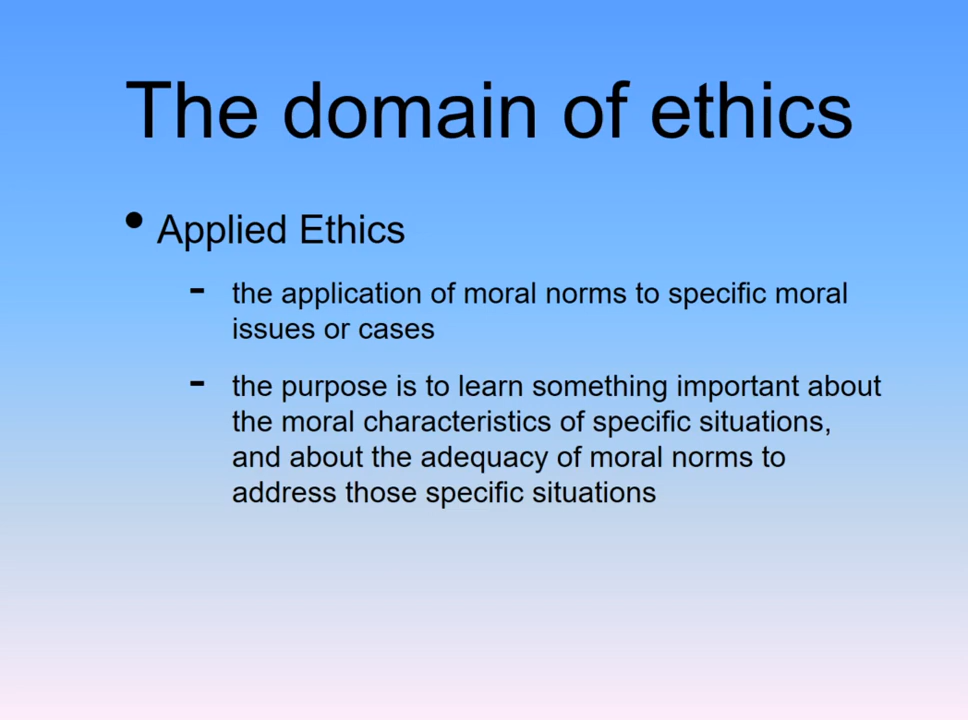 The domain of ethics
• Applied Ethics
- the application of moral norms to specific moral
issues or cases
- the purpose is to learn something important about
the moral characteristics of specific situations,
and about the adequacy of moral norms to
address those specific situations